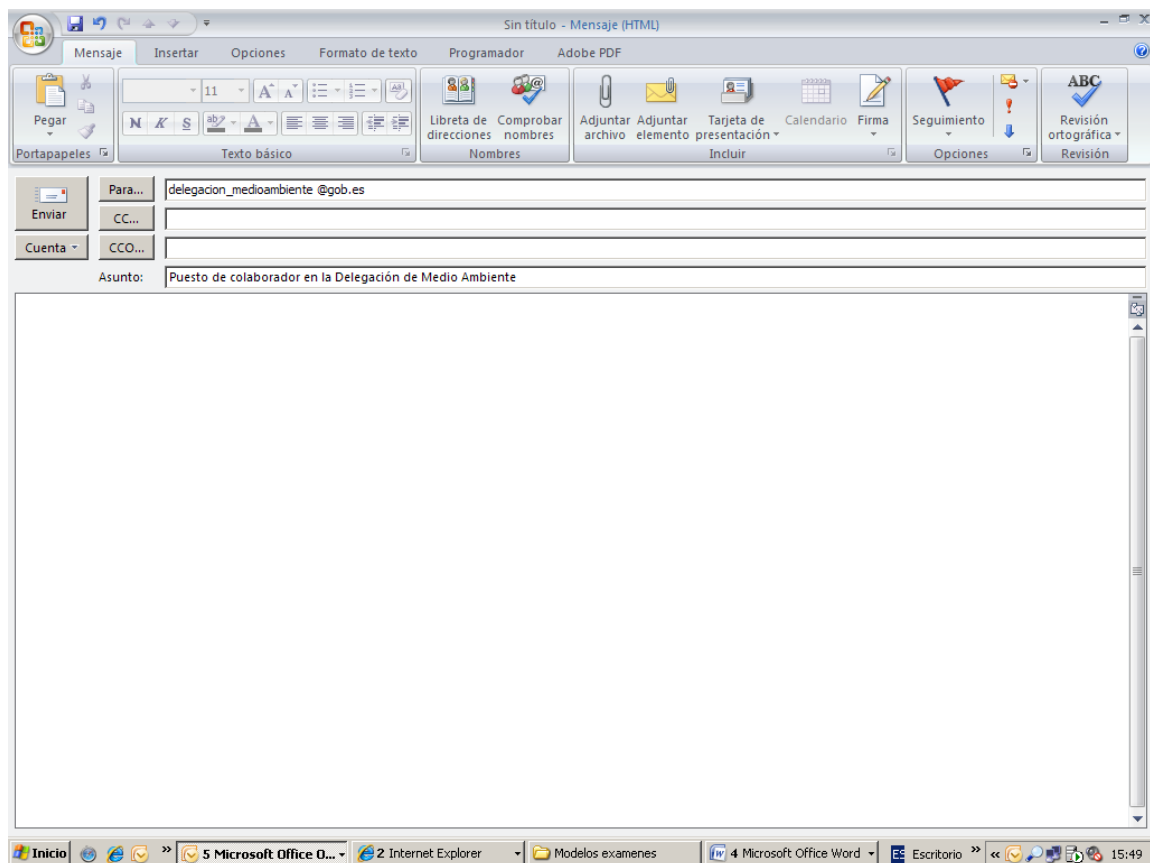 Sin título - Mensaje (HTML)
Mensaje Insertar Opciones Formato de texto Programador Adobe PDF
Pegar
Portapapeles
11 A A
N K S ab A
Texto básico
Libreta de direcciones
Comprobar nombres
Nombres
Adjuntar archivo
Adjuntar elemento
Tarjeta de presentación
Calendario
Firma
Incluir
Seguimiento
Opciones
ABC
Revisión ortográfica
Revisión
Enviar
Para... delegacion_medioambiente @gob.es
CC...
Cuenta
CCO...
Asunto: Puesto de colaborador en la Delegación de Medio Ambiente
Inicio » 5 Microsoft Office O... 2 Internet Explorer Modelos examenes 4 Microsoft Office Word ES Escritorio » « 15:49